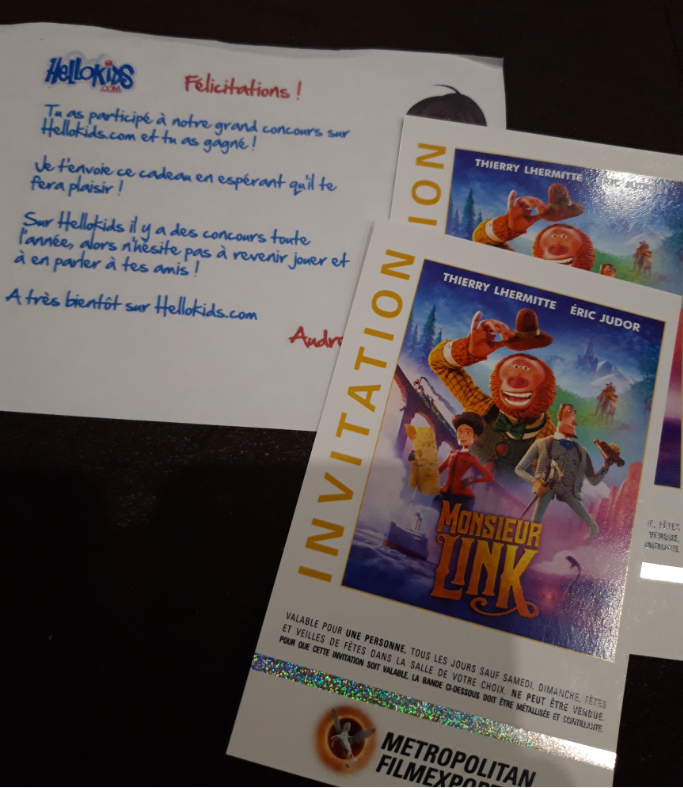 HELLOKIDS
.COM
Félicitations !
Tu as participé à notre grand concours sur
Hellokids.com et tu as gagné !
Je t'envoie ce cadeau en espérant qu'il te
fera plaisir !
Sur Hellokids il y a des concours toute
l'année, alors n'hésite pas à revenir jouer et
à en parler à tes amis !
A très bientôt sur Hellokids.com
THIERRY LHERMITTE
INVITATION
THIERRY LHERMITTE ÉRIC JUDOR
MONSIEUR
LINK
VALABLE POUR UNE PERSONNE, TOUS LES JOURS SAUF SAMEDI, DIMANCHE, FÊTES
ET VEILLES DE FÊTES DANS LA SALLE DE VOTRE CHOIX. NE PEUT ÊTRE VENDUE.
POUR QUE CETTE INVITATION SOIT VALABLE, LA BANDE CI-DESSOUS DOIT ÊTRE MÉTALLISÉE ET SCINTILLANTE.
METROPOLITAN
FILMEXPORT